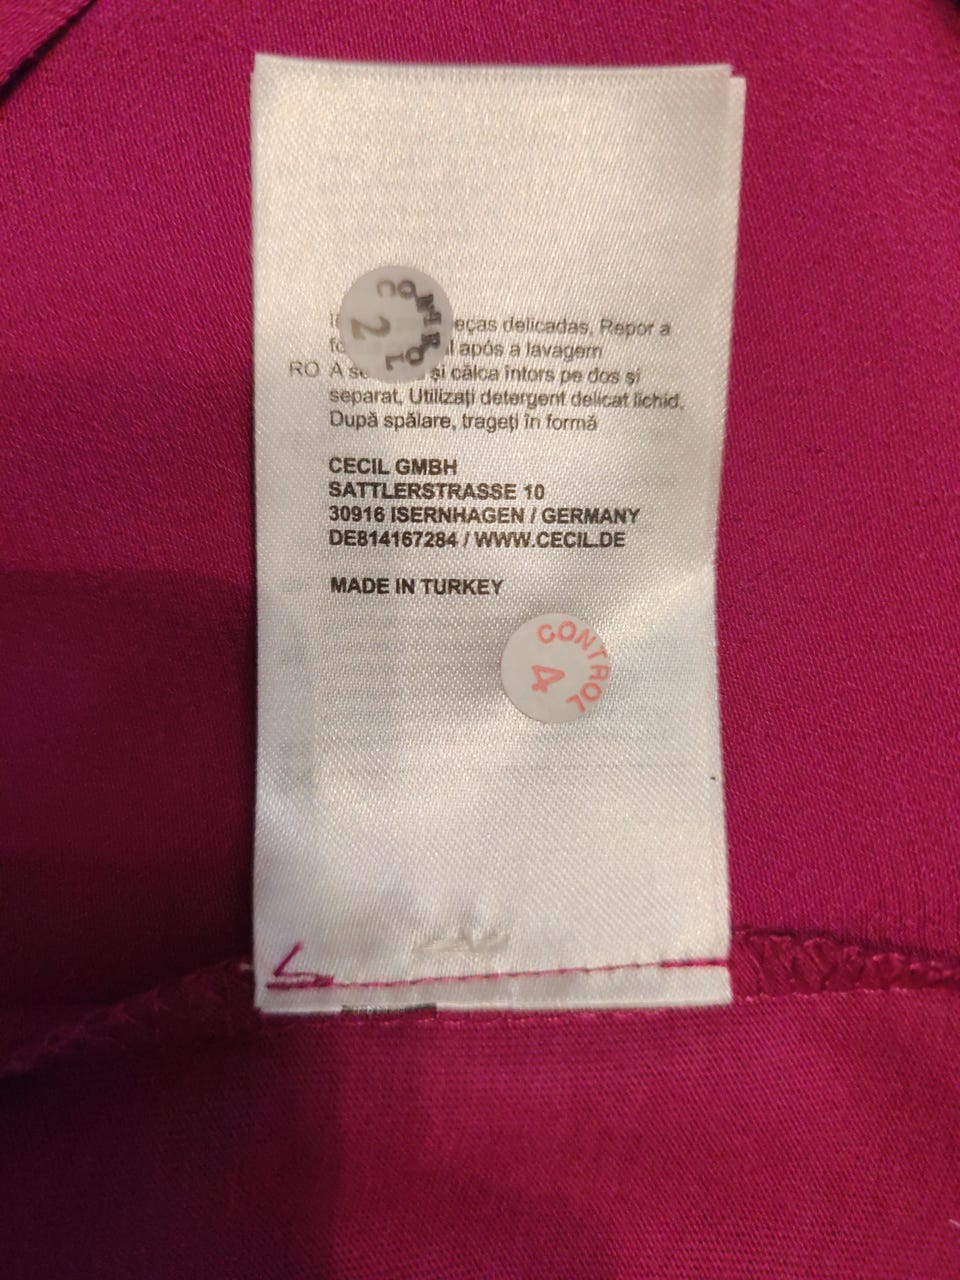 eças delicadas. Repor a
l após a lavagem
RO A și călca întors pe dos și
separat. Utilizați detergent delicat lichid.
După spălare, trageți în formă
CECIL GMBH
SATTLERSTRASSE 10
30916 ISERNHAGEN / GERMANY
DE814167284 / WWW.CECIL.DE
MADE IN TURKEY
CONTROL
2
CONTROL
4